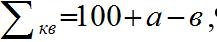 ∑ кв =100+а−в,